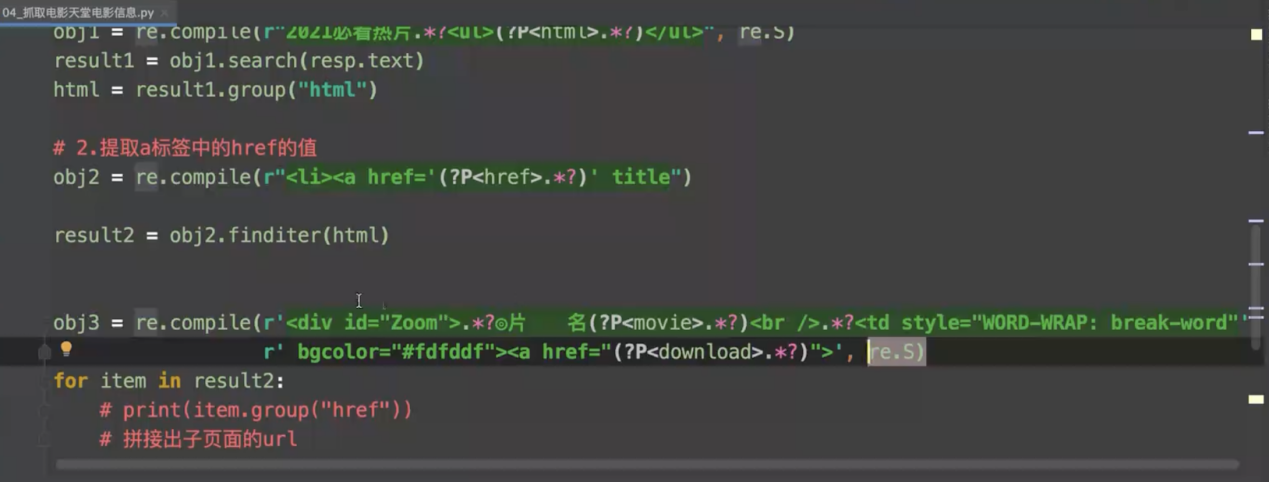 04_抓取电影天堂电影信息.py
obj1 = re.compile(r"2021必看热片.*?<ul>(?P<html>.*?)</ul>", re.S)
result1 = obj1.search(resp.text)
html = result1.group("html")
# 2.提取a标签中的href的值
obj2 = re.compile(r"<li><a href='(?P<href>.*?)' title")
result2 = obj2.finditer(html)
obj3 = re.compile(r'<div id="Zoom">.*?◎片　　名(?P<movie>.*?)<br />.*?<td style="WORD-WRAP: break-word"'
r' bgcolor="#fdfddf"><a href="(?P<download>.*?)">', re.S)
for item in result2:
# print(item.group("href"))
# 拼接出子页面的url